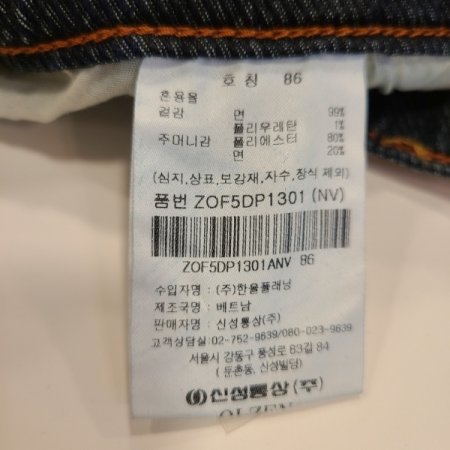 호칭 86
혼용율
겉감 면 99%
폴리우레탄 1%
주머니감 폴리에스터 80%
면 20%
(심지,상표,보강재,자수,장식 제외)
품번 ZOF5DP1301 (NV)
ZOF5DP1301ANV 86
수입자명 : (주)한올플래닝
제조국명 : 베트남
판매자명 : 신성통상(주)
고객상담실: 02-752-9639/080-023-9639
서울시 강동구 풍성로 63길 84
( 둔촌동, 신성빌딩)
신성통상(주)
OLZEN